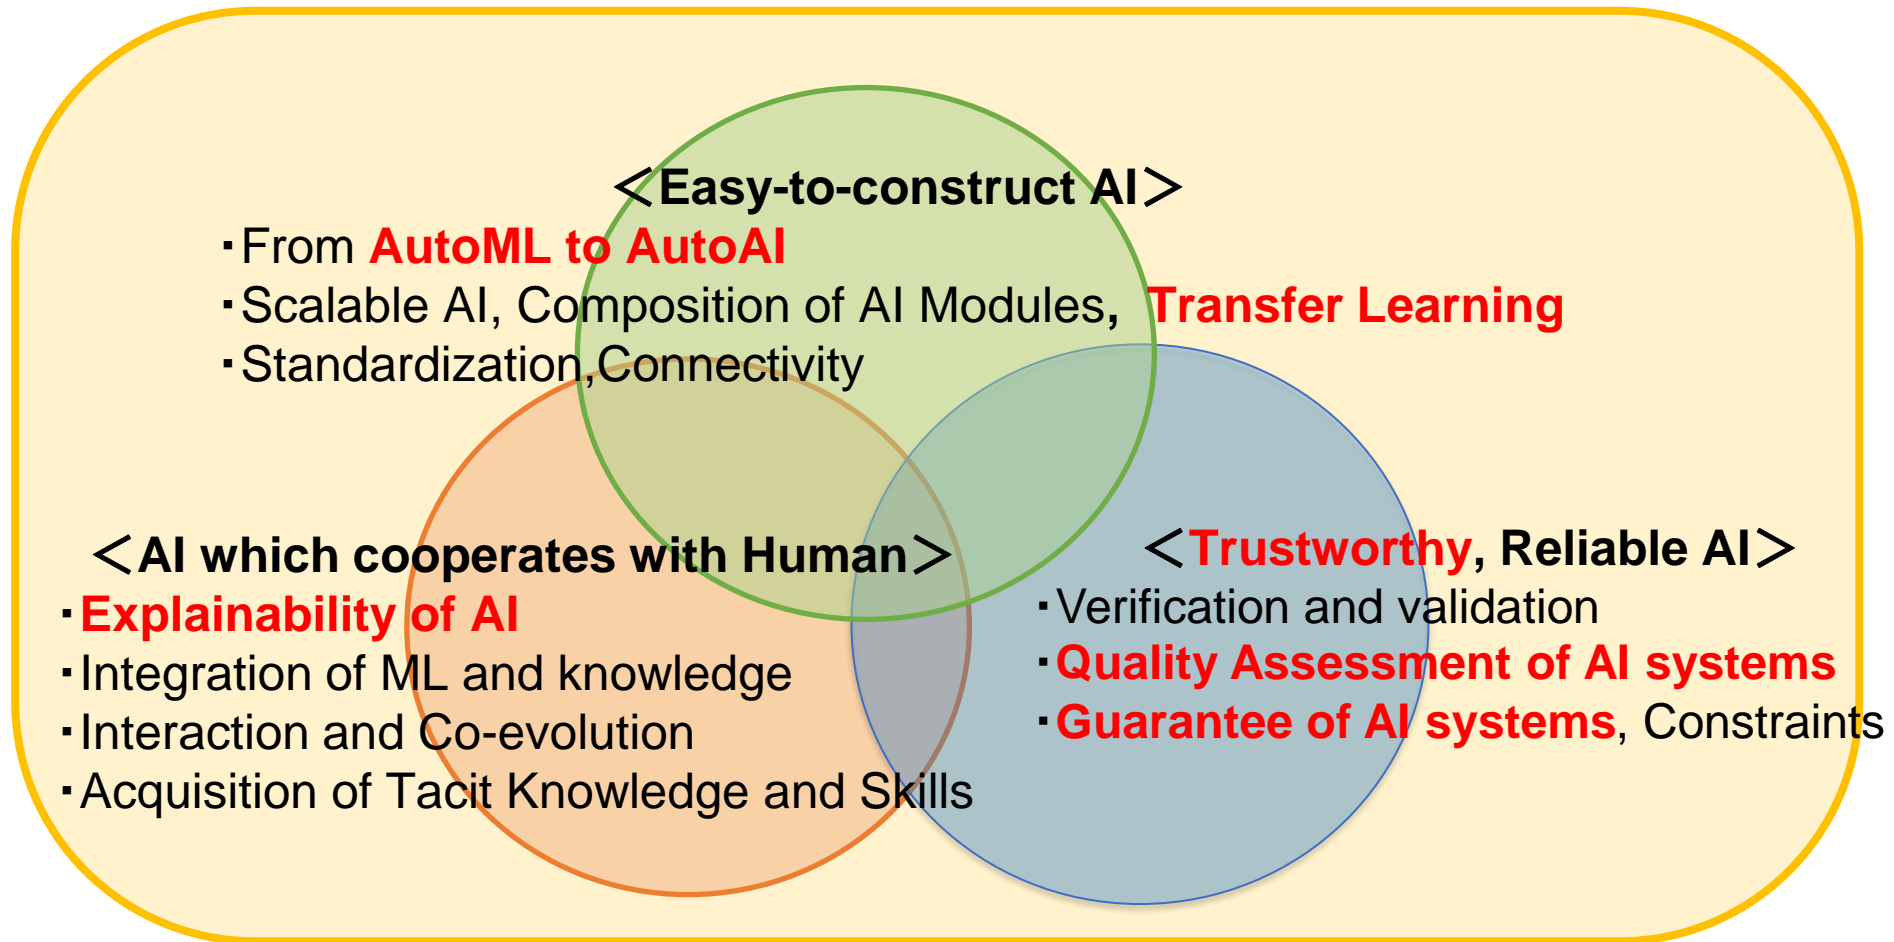 ＜Easy-to-construct AI＞
・From AutoML to AutoAI
・Scalable AI, Composition of AI Modules, Transfer Learning
・Standardization,Connectivity
＜AI which cooperates with Human＞
・Explainability of AI
・Integration of ML and knowledge
・Interaction and Co-evolution
・Acquisition of Tacit Knowledge and Skills
＜Trustworthy, Reliable AI＞
・Verification and validation
・Quality Assessment of AI systems
・Guarantee of AI systems, Constraints